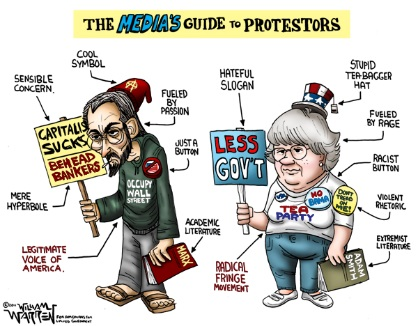 THE MEDIA'S GUIDE TO PROTESTORS
SENSIBLE
CONCERN.
COOL
SYMBOL
FUELED
BY
PASSION
JUST A
BUTTON
CAPITALISM
SUCKS
BEHEAD
BANKERS
OCCUPY
WALL
STREET
MERE
HYPERBOLE
LEGITIMATE
VOICE OF
AMERICA.
ACADEMIC
LITERATURE
MARX
HATEFUL
SLOGAN
STUPID
TEA-BAGGER
HAT
FUELED
BY RAGE
RACIST
BUTTON
VIOLENT
RHETORIC
EXTREMIST
LITERATURE
LESS
GOV'T
NO
BAMA
DON'T
TREAD
ON
ME!
TEA
PARTY
RADICAL
FRINGE
MOVEMENT
ADAM
SMITH
©2011 WILLIAM
WARREN